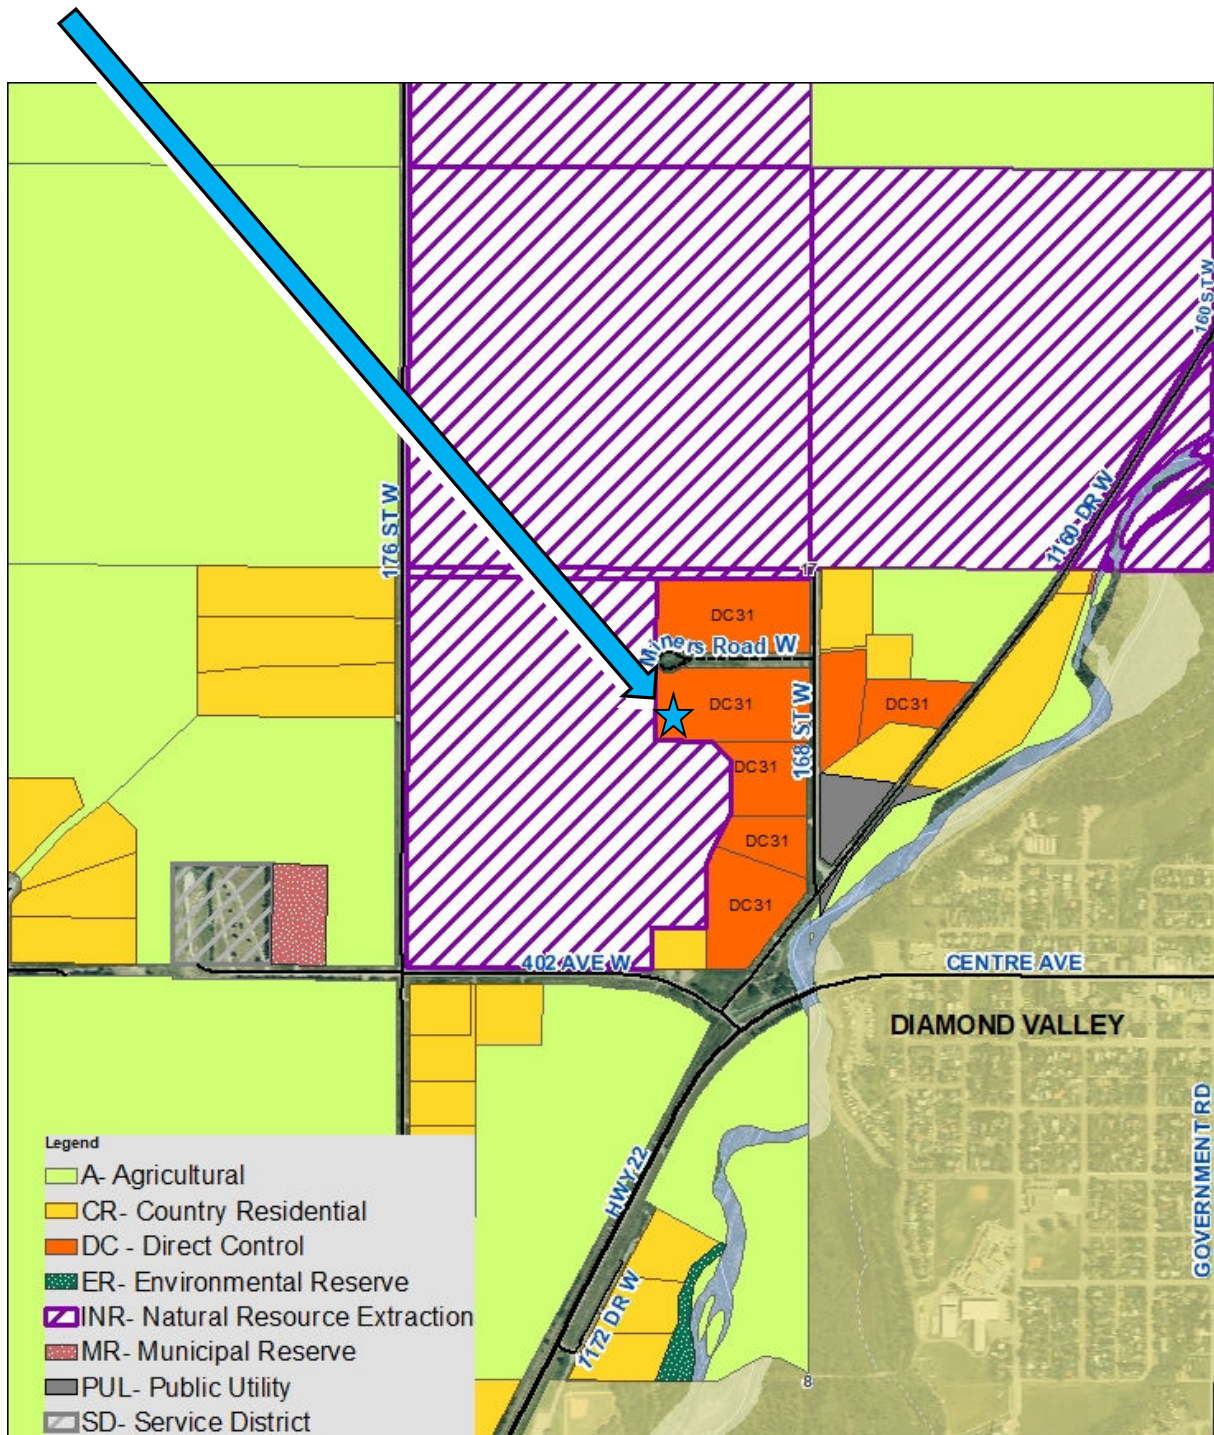 160 ST W
1160 DR W
176 ST W
17
DC31
Miners Road W
DC31
DC31
168 ST W
DC31
DC31
DC31
402 AVE W
CENTRE AVE
DIAMOND VALLEY
GOVERNMENT RD
HWY 22
1172 DR W
8
Legend
A- Agricultural
CR- Country Residential
DC - Direct Control
ER- Environmental Reserve
INR- Natural Resource Extraction
MR- Municipal Reserve
PUL- Public Utility
SD- Service District